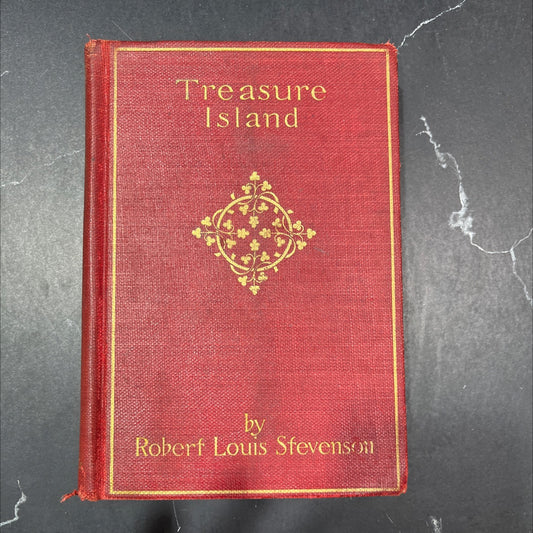 Treasure
Island
by
Robert Louis Stevenson